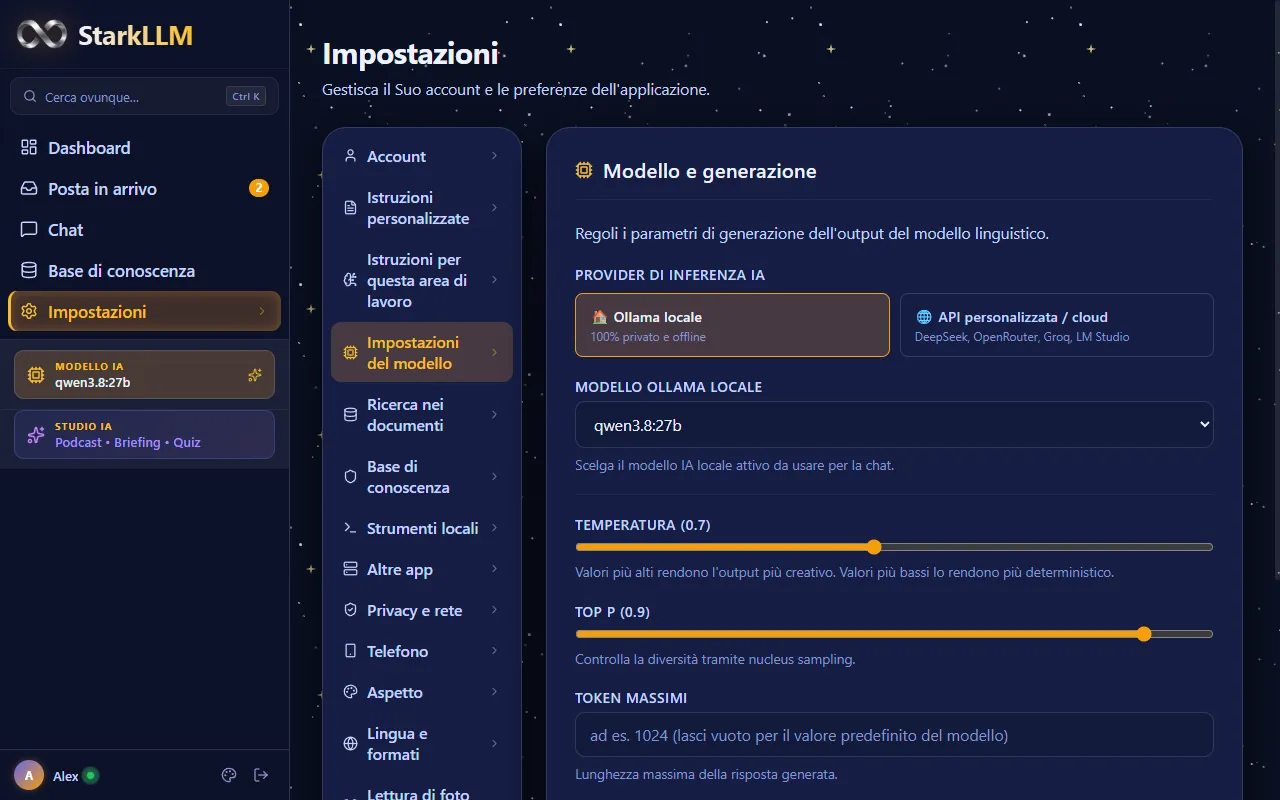 StarkLLM
Cerca ovunque...
Ctrl K
Dashboard
Posta in arrivo
2
Chat
Base di conoscenza
Impostazioni
MODELLO IA
qwen3.8:27b
STUDIO IA
Podcast • Briefing • Quiz
A
Alex
Impostazioni
Gestisca il Suo account e le preferenze dell'applicazione.
Account
Istruzioni
personalizzate
Istruzioni per
questa area di
lavoro
Impostazioni
del modello
Ricerca nei
documenti
Base di
conoscenza
Strumenti locali
Altre app
Privacy e rete
Telefono
Aspetto
Lingua e
formati
Lettura di foto
Modello e generazione
Regoli i parametri di generazione dell'output del modello linguistico.
PROVIDER DI INFERENZA IA
🏠 Ollama locale
100% privato e offline
🌐 API personalizzata / cloud
DeepSeek, OpenRouter, Groq, LM Studio
MODELLO OLLAMA LOCALE
qwen3.8:27b
Scelga il modello IA locale attivo da usare per la chat.
TEMPERATURA (0.7)
Valori più alti rendono l'output più creativo. Valori più bassi lo rendono più deterministico.
TOP P (0.9)
Controlla la diversità tramite nucleus sampling.
TOKEN MASSIMI
ad es. 1024 (lasci vuoto per il valore predefinito del modello)
Lunghezza massima della risposta generata.